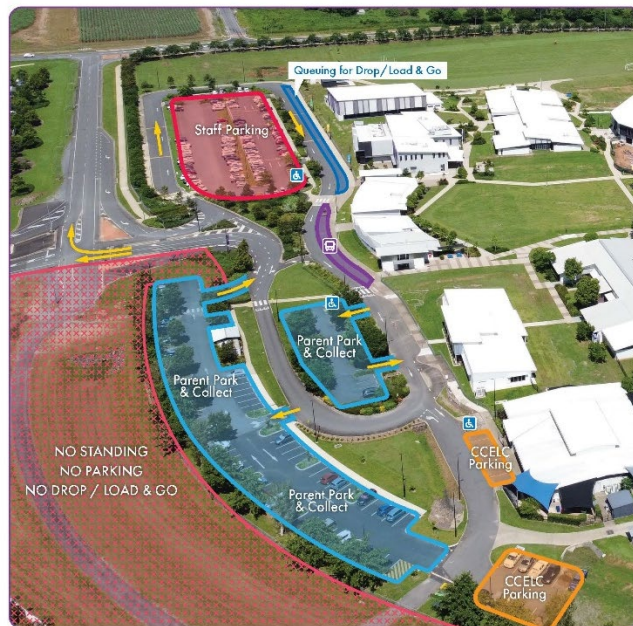 Queuing for Drop/Load & Go
Staff Parking
Parent Park
& Collect
Parent Park
& Collect
NO STANDING
NO PARKING
NO DROP / LOAD & GO
Parent Park
& Collect
CCELC
Parking
CCELC
Parking